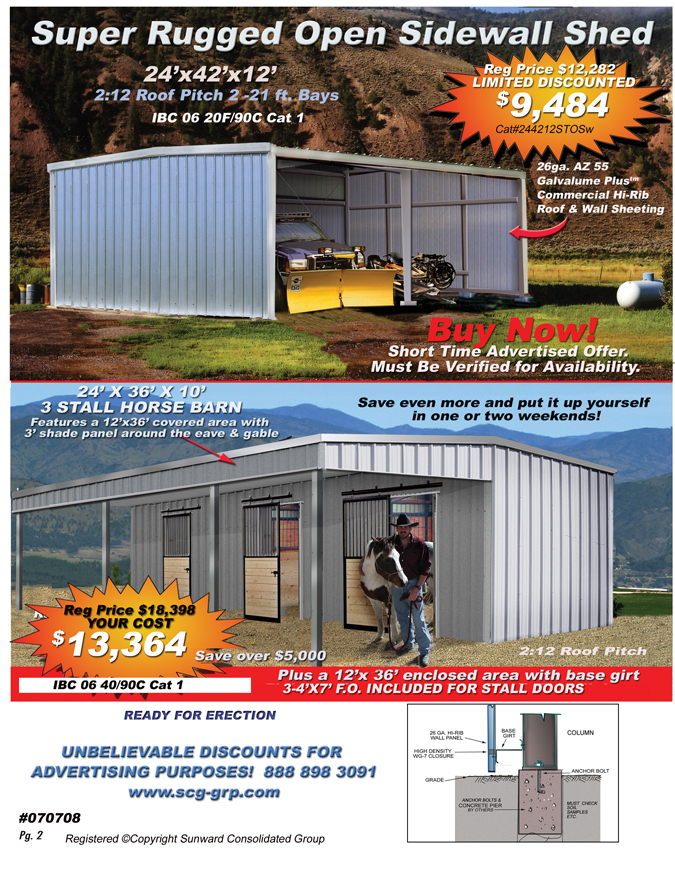 Super Rugged Open Sidewall Shed
24'x42'x12'
2:12 Roof Pitch 2 -21 ft. Bays
IBC 06 20F/90C Cat 1
Reg Price $12,282
LIMITED DISCOUNTED
$9,484
Cat#244212STOSw
26ga. AZ 55
Galvalume Plus™
Commercial Hi-Rib
Roof & Wall Sheeting
Buy Now!
Short Time Advertised Offer.
Must Be Verified for Availability.
24' X 36' X 10'
3 STALL HORSE BARN
Features a 12'x36' covered area with
3' shade panel around the eave & gable
Save even more and put it up yourself
in one or two weekends!
Reg Price $18,398
YOUR COST
$13,364
Save over $5,000
2:12 Roof Pitch
IBC 06 40/90C Cat 1
Plus a 12'x 36' enclosed area with base girt
3-4'X7' F.O. INCLUDED FOR STALL DOORS
READY FOR ERECTION
UNBELIEVABLE DISCOUNTS FOR
ADVERTISING PURPOSES! 888 898 3091
www.scg-grp.com
26 GA. HI-RIB
WALL PANEL
BASE
GIRT
COLUMN
HIGH DENSITY
WG-7 CLOSURE
GRADE
ANCHOR BOLT
ANCHOR BOLTS &
CONCRETE PIER
BY OTHERS
MUST CHECK
SOIL
SAMPLES
ETC.
#070708
Pg. 2
Registered ©Copyright Sunward Consolidated Group